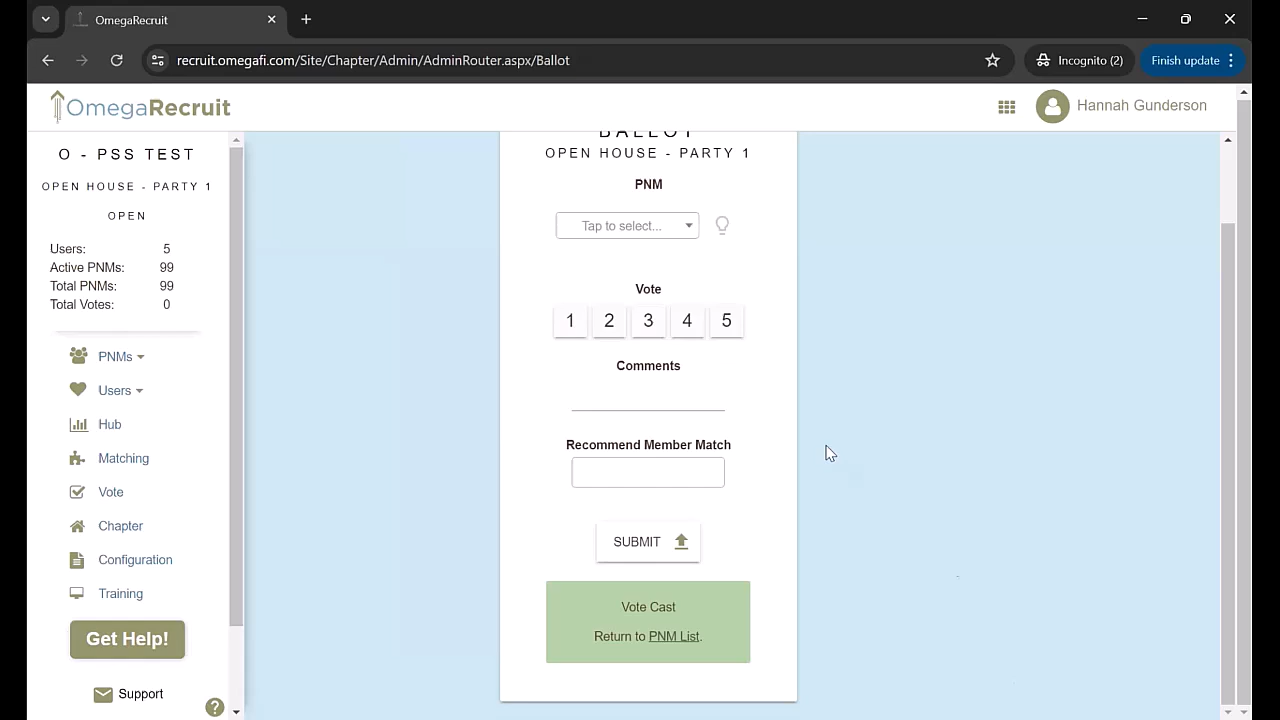 OmegaRecruit
recruit.omegafi.com/Site/Chapter/Admin/AdminRouter.aspx/Ballot
Incognito (2)
Finish update
OmegaRecruit
Hannah Gunderson
O - PSS TEST
OPEN HOUSE - PARTY 1
OPEN
Users: 5
Active PNMs: 99
Total PNMs: 99
Total Votes: 0
PNMs
Users
Hub
Matching
Vote
Chapter
Configuration
Training
Get Help!
Support
?
BALLOT
OPEN HOUSE - PARTY 1
PNM
Tap to select...
Vote
1 2 3 4 5
Comments
Recommend Member Match
SUBMIT
Vote Cast
Return to PNM List.